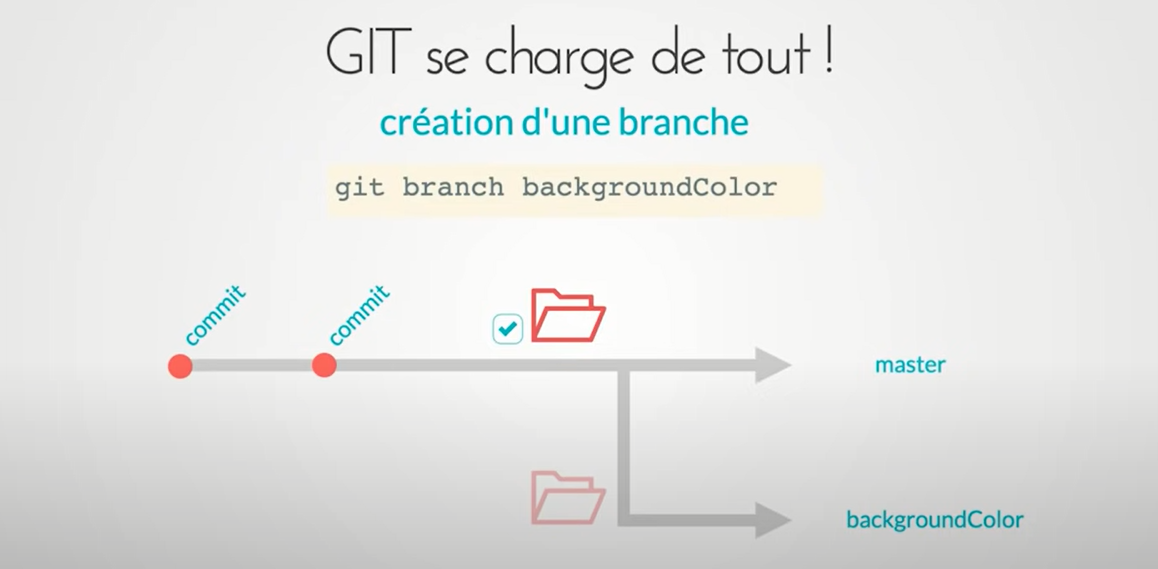 GIT se charge de tout !
création d'une branche
git branch backgroundColor
commit
commit
master
backgroundColor